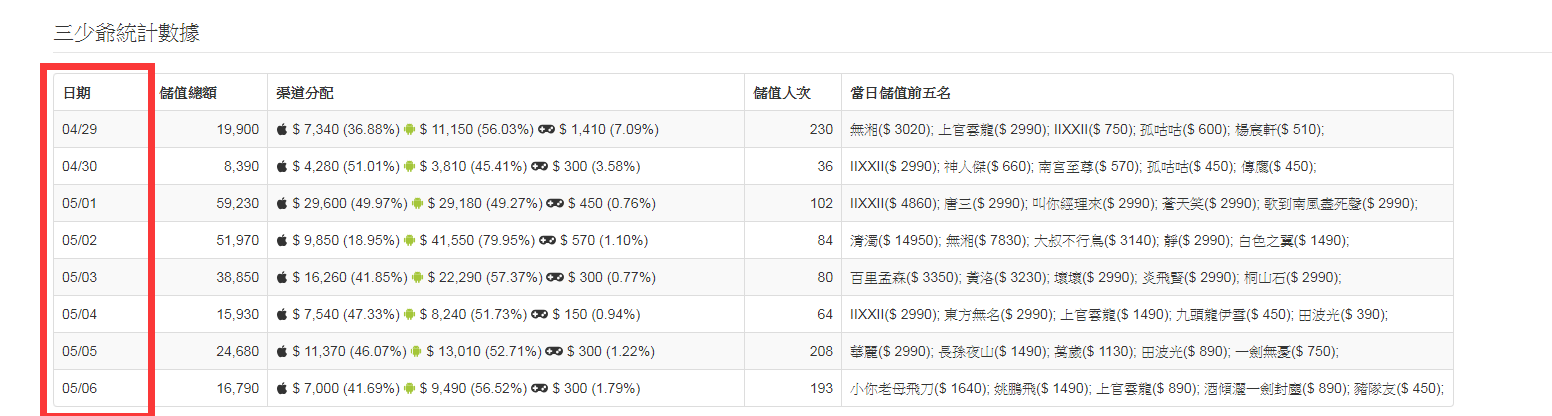 三少爺統計數據
日期 儲值總額 渠道分配 儲值人次 當日儲值前五名
04/29 19,900 $ 7,340 (36.88%) $ 11,150 (56.03%) $ 1,410 (7.09%) 230 無湘($ 3020); 上官雲龍($ 2990); IIXXII($ 750); 孤咕咕($ 600); 楊宸軒($ 510);
04/30 8,390 $ 4,280 (51.01%) $ 3,810 (45.41%) $ 300 (3.58%) 36 IIXXII($ 2990); 神人傑($ 660); 南宮至尊($ 570); 孤咕咕($ 450); 傳鷹($ 450);
05/01 59,230 $ 29,600 (49.97%) $ 29,180 (49.27%) $ 450 (0.76%) 102 IIXXII($ 4860); 唐三($ 2990); 叫你經理來($ 2990); 蒼天笑($ 2990); 歌到南風盡死聲($ 2990);
05/02 51,970 $ 9,850 (18.95%) $ 41,550 (79.95%) $ 570 (1.10%) 84 清濁($ 14950); 無湘($ 7830); 大叔不行鳥($ 3140); 靜($ 2990); 白色之翼($ 1490);
05/03 38,850 $ 16,260 (41.85%) $ 22,290 (57.37%) $ 300 (0.77%) 80 百里孟森($ 3350); 黃洛($ 3230); 壞壞($ 2990); 炎飛賢($ 2990); 桐山石($ 2990);
05/04 15,930 $ 7,540 (47.33%) $ 8,240 (51.73%) $ 150 (0.94%) 64 IIXXII($ 2990); 東方無名($ 2990); 上官雲龍($ 1490); 九頭龍伊雲($ 450); 田波光($ 390);
05/05 24,680 $ 11,370 (46.07%) $ 13,010 (52.71%) $ 300 (1.22%) 208 華麗($ 2990); 長孫夜山($ 1490); 萬歲($ 1130); 田波光($ 890); 一劍無憂($ 750);
05/06 16,790 $ 7,000 (41.69%) $ 9,490 (56.52%) $ 300 (1.79%) 193 小你老母飛刀($ 1640); 姚鵬飛($ 1490); 上官雲龍($ 890); 酒傾灑一劍封塵($ 890); 豬隊友($ 450);